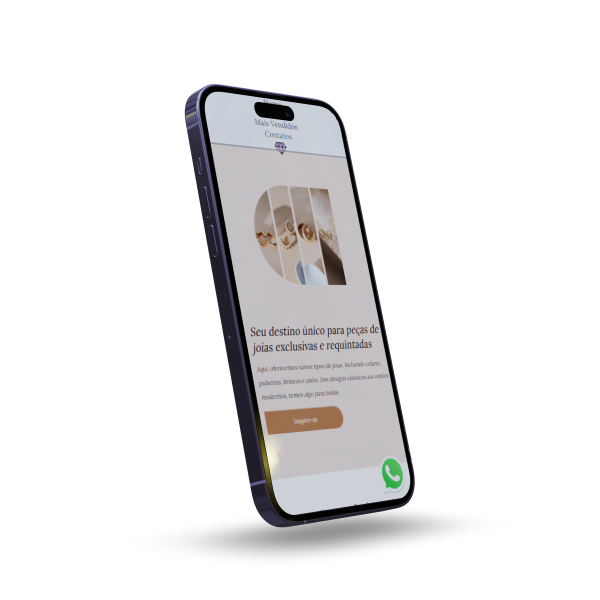 Mais Vendidos
Contatos
Seu destino único para peças de
joias exclusivas e requintadas
Aqui, oferecemos vários tipos de joias, incluindo colares,
pulseiras, brincos e anéis. Dos designs clássicos aos estilos
modernos, temos algo para todos.
Inspire-se